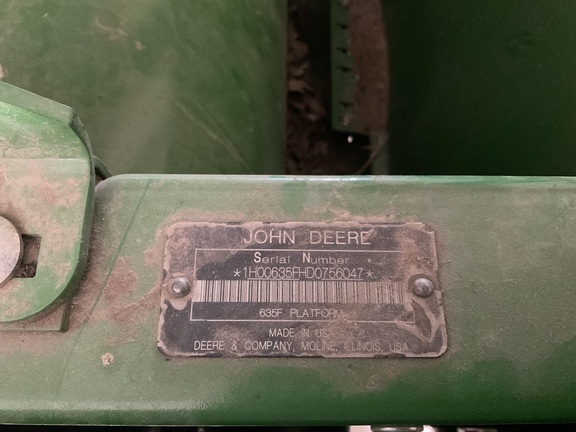 JOHN DEERE
Serial Number
*1H00635FHD0756047*
635F PLATFORM
MADE IN USA
DEERE & COMPANY, MOLINE, ILLINOIS, USA